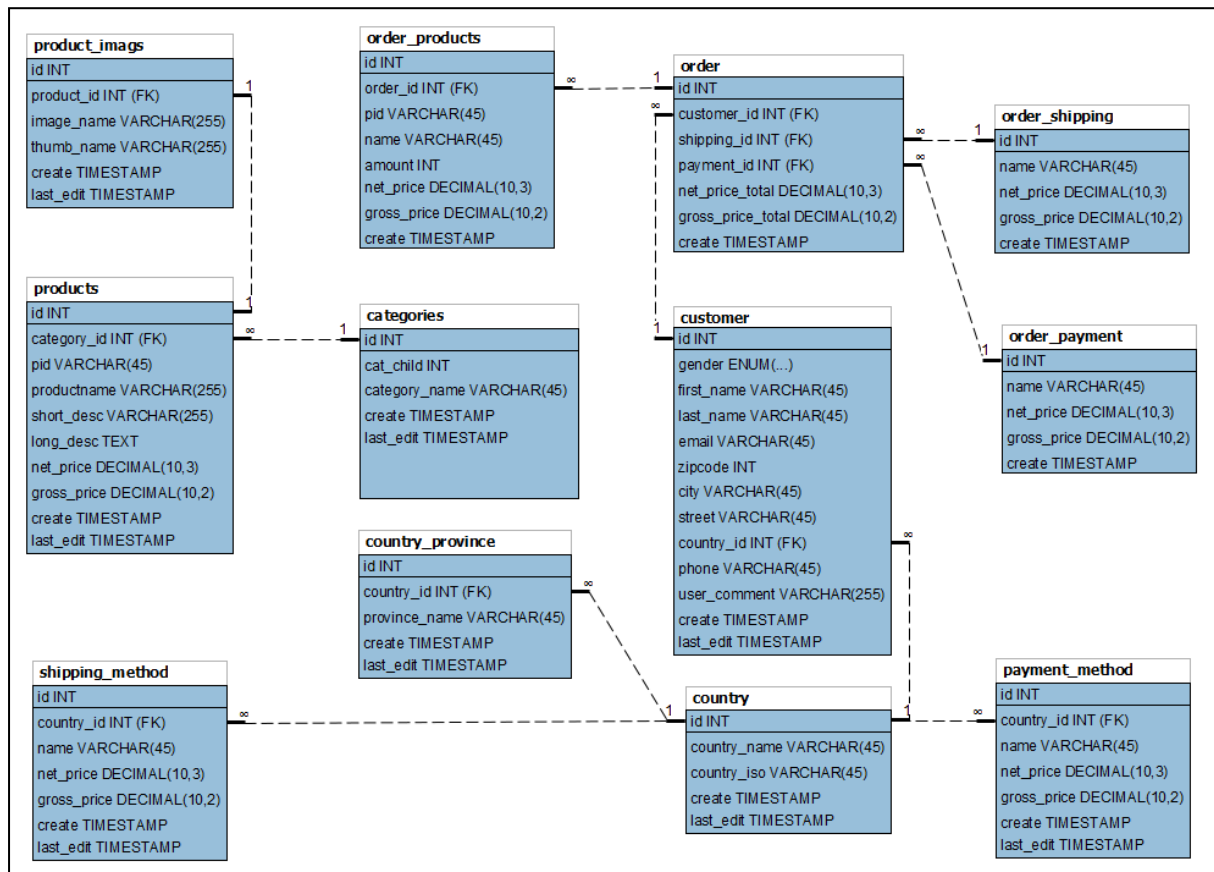 product_imags
id INT
product_id INT (FK)
image_name VARCHAR(255)
thumb_name VARCHAR(255)
create TIMESTAMP
last_edit TIMESTAMP
1
1
order_products
id INT
order_id INT (FK)
pid VARCHAR(45)
name VARCHAR(45)
amount INT
net_price DECIMAL(10,3)
gross_price DECIMAL(10,2)
create TIMESTAMP
∞
1
order
id INT
customer_id INT (FK)
shipping_id INT (FK)
payment_id INT (FK)
net_price_total DECIMAL(10,3)
gross_price_total DECIMAL(10,2)
create TIMESTAMP
∞
1
∞
1
∞
1
order_shipping
id INT
name VARCHAR(45)
net_price DECIMAL(10,3)
gross_price DECIMAL(10,2)
create TIMESTAMP
products
id INT
category_id INT (FK)
pid VARCHAR(45)
productname VARCHAR(255)
short_desc VARCHAR(255)
long_desc TEXT
net_price DECIMAL(10,3)
gross_price DECIMAL(10,2)
create TIMESTAMP
last_edit TIMESTAMP
∞
1
categories
id INT
cat_child INT
category_name VARCHAR(45)
create TIMESTAMP
last_edit TIMESTAMP
customer
id INT
gender ENUM(...)
first_name VARCHAR(45)
last_name VARCHAR(45)
email VARCHAR(45)
zipcode INT
city VARCHAR(45)
street VARCHAR(45)
country_id INT (FK)
phone VARCHAR(45)
user_comment VARCHAR(255)
create TIMESTAMP
last_edit TIMESTAMP
∞
order_payment
id INT
name VARCHAR(45)
net_price DECIMAL(10,3)
gross_price DECIMAL(10,2)
create TIMESTAMP
country_province
id INT
country_id INT (FK)
province_name VARCHAR(45)
create TIMESTAMP
last_edit TIMESTAMP
∞
shipping_method
id INT
country_id INT (FK)
name VARCHAR(45)
net_price DECIMAL(10,3)
gross_price DECIMAL(10,2)
create TIMESTAMP
last_edit TIMESTAMP
∞
1
country
id INT
country_name VARCHAR(45)
country_iso VARCHAR(45)
create TIMESTAMP
last_edit TIMESTAMP
1
∞
payment_method
id INT
country_id INT (FK)
name VARCHAR(45)
net_price DECIMAL(10,3)
gross_price DECIMAL(10,2)
create TIMESTAMP
last_edit TIMESTAMP